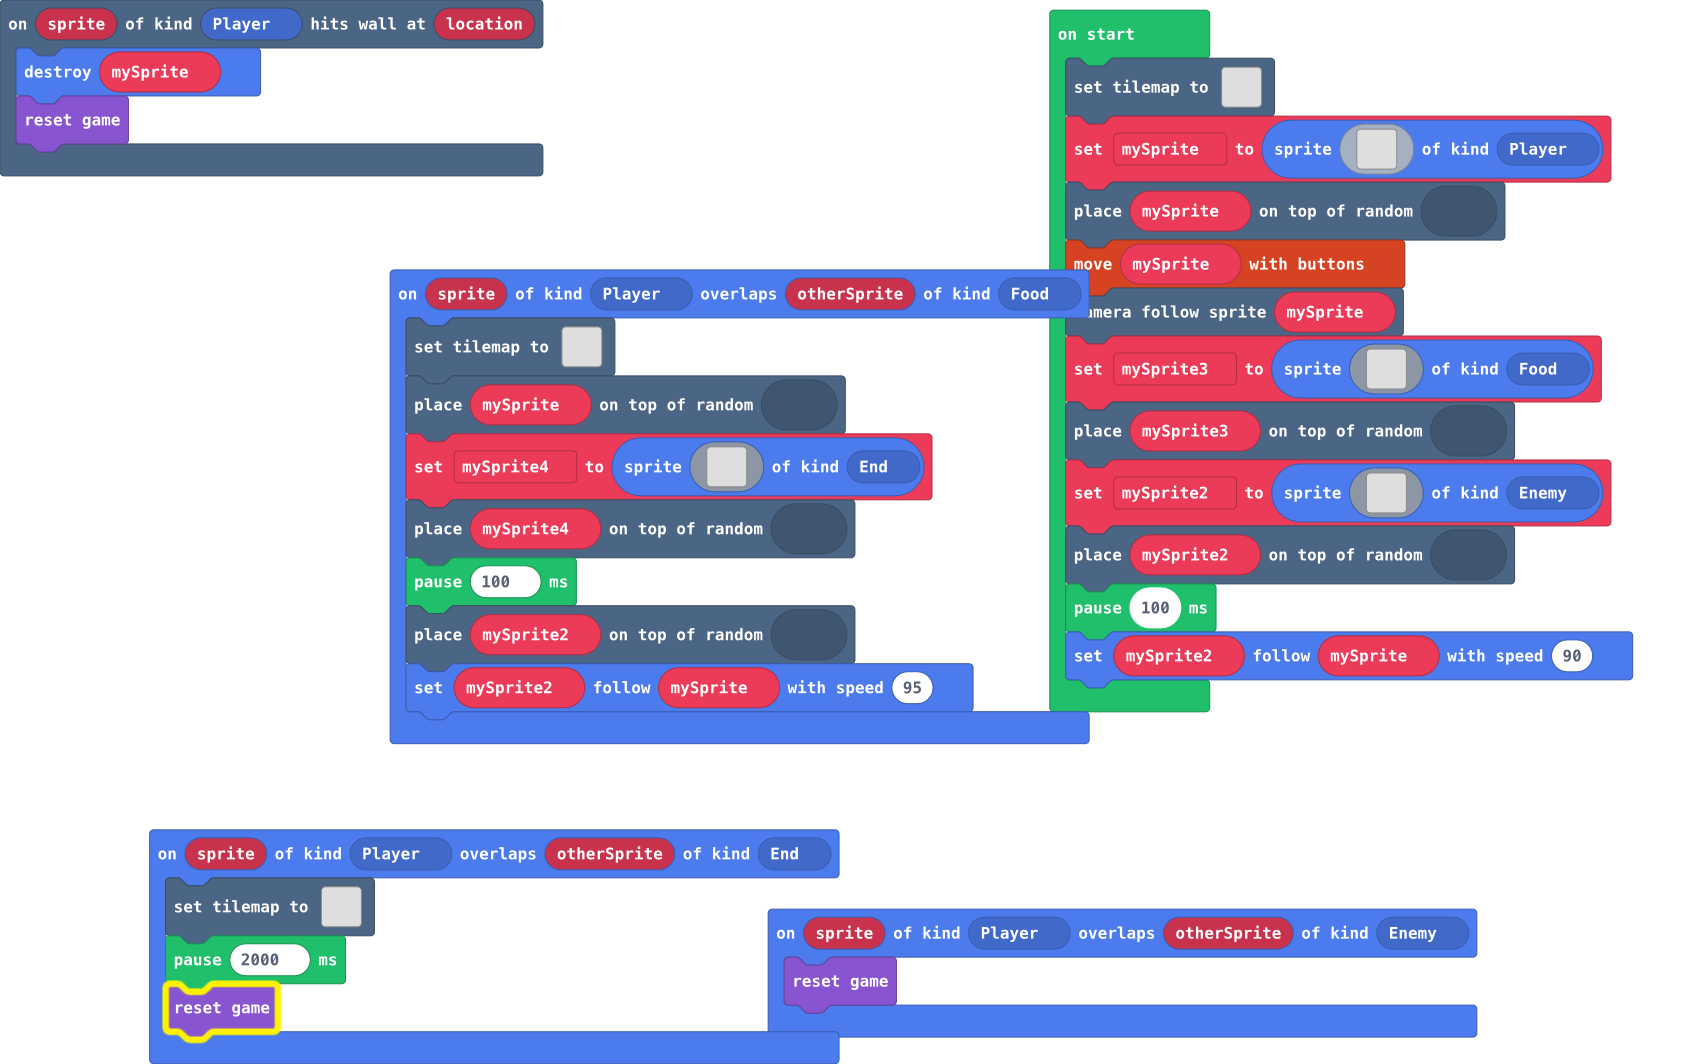 on sprite of kind Player hits wall at location
destroy mySprite
reset game
on start
set tilemap to
set mySprite to sprite of kind Player
place mySprite on top of random
move mySprite with buttons
amera follow sprite mySprite
set mySprite3 to sprite of kind Food
place mySprite3 on top of random
set mySprite2 to sprite of kind Enemy
place mySprite2 on top of random
pause 100 ms
set mySprite2 follow mySprite with speed 90
on sprite of kind Player overlaps otherSprite of kind Food
set tilemap to
place mySprite on top of random
set mySprite4 to sprite of kind End
place mySprite4 on top of random
pause 100 ms
place mySprite2 on top of random
set mySprite2 follow mySprite with speed 95
on sprite of kind Player overlaps otherSprite of kind End
set tilemap to
pause 2000 ms
reset game
on sprite of kind Player overlaps otherSprite of kind Enemy
reset game